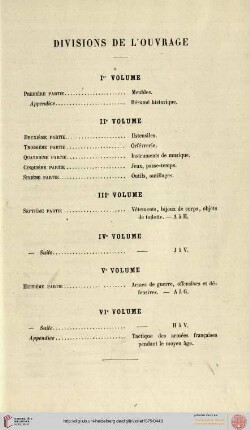 DIVISIONS DE L'OUVRAGE
Ier VOLUME
PREMIÈRE PARTIE.................. Meubles.
Appendice.................. Résumé historique.
IIe VOLUME
DEUXIÈME PARTIE.................. Ustensiles.
TROISIÈME PARTIE.................. Orfévrerie.
QUATRIÈME PARTIE.................. Instruments de musique.
CINQUIÈME PARTIE.................. Jeux, passe-temps.
SIXIÈME PARTIE.................. Outils, outillages.
IIIe VOLUME
SEPTIÈME PARTIE.................. Vêtements, bijoux de corps, objets
de toilette. — A à H.
IVe VOLUME
— Suite.................. — J à V.
Ve VOLUME
HUITIÈME PARTIE.................. Armes de guerre, offensives et dé-
fensives. — A à G.
VIe VOLUME
— Suite.................. — H à V.
Appendice.................. Tactique des armées françaises
pendant le moyen âge.